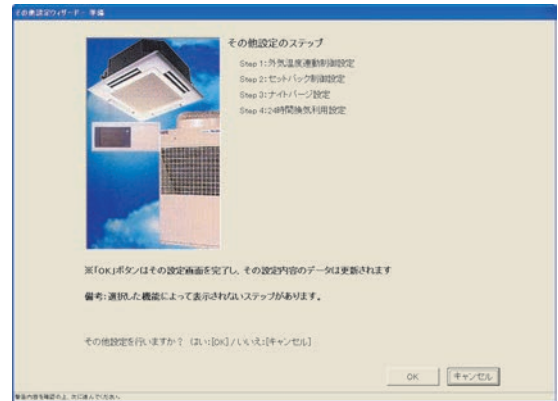 その他設定ウィザード - 準備
その他設定のステップ
Step 1:外気温度連動制御設定
Step 2:セットバック制御設定
Step 3:ナイトパージ設定
Step 4:24時間換気利用設定
※「OK」ボタンはその設定画面を完了し、その設定内容のデータは更新されます
備考:選択した機能によって表示されないステップがあります。
その他設定を行いますか? (はい:[OK] / いいえ:[キャンセル]
OK
キャンセル